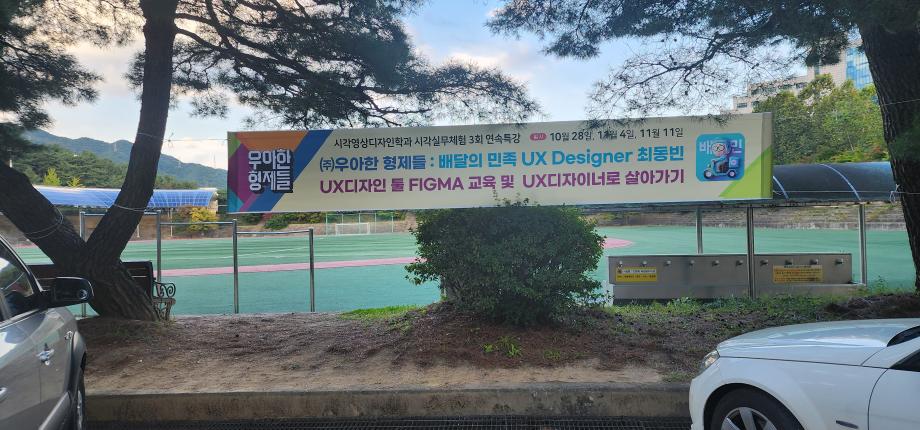 우아한
형제들
시각영상디자인학과 시각실무체험 3회 연속특강 일시 10월 28일, 11월 4일, 11월 11일
㈜우아한 형제들 : 배달의 민족 UX Designer 최동빈
UX디자인 툴 FIGMA 교육 및 UX디자이너로 살아가기